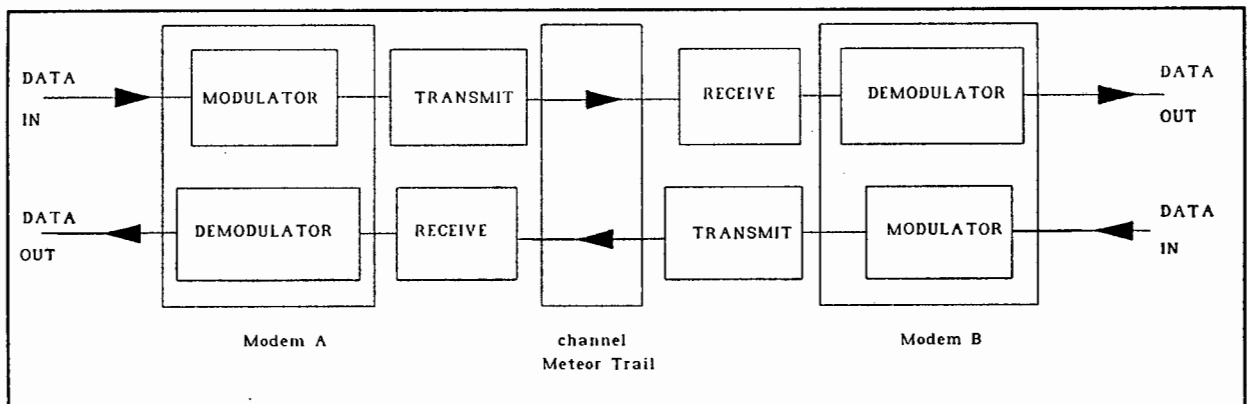 DATA
IN
MODULATOR
TRANSMIT
RECEIVE
DEMODULATOR
DATA
OUT
DATA
OUT
DEMODULATOR
RECEIVE
TRANSMIT
MODULATOR
DATA
IN
Modem A
channel
Meteor Trail
Modem B